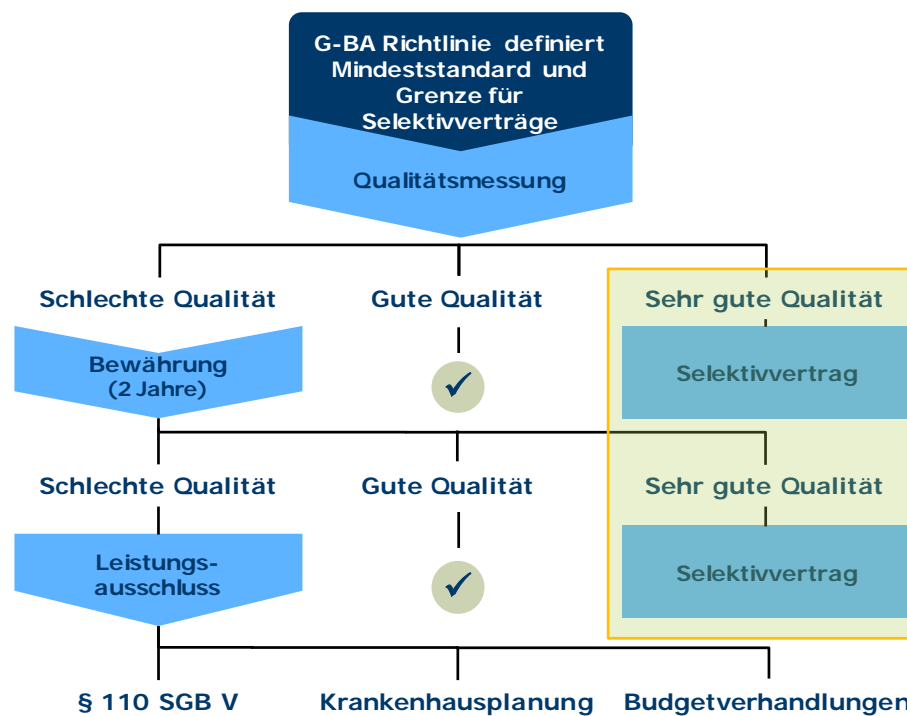 G-BA Richtlinie definiert
Mindeststandard und
Grenze für
Selektivverträge
Qualitätsmessung
Schlechte Qualität
Gute Qualität
Sehr gute Qualität
Bewährung
(2 Jahre)
Selektivvertrag
Schlechte Qualität
Gute Qualität
Sehr gute Qualität
Leistungs-
ausschluss
Selektivvertrag
§ 110 SGB V
Krankenhausplanung
Budgetverhandlungen